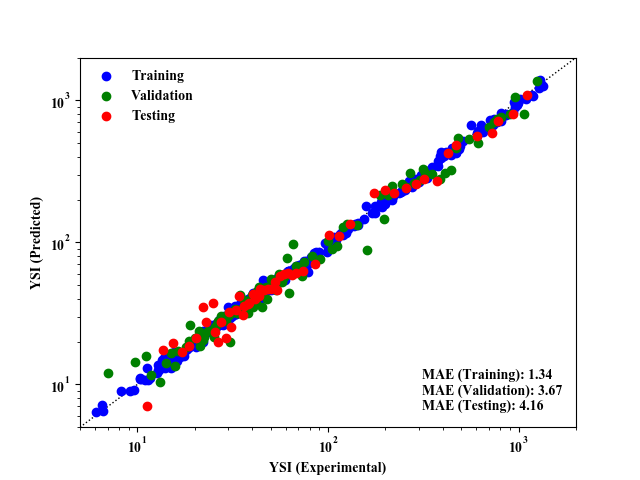 Training
Validation
Testing
10³
10²
10¹
YSI (Predicted)
MAE (Training): 1.34
MAE (Validation): 3.67
MAE (Testing): 4.16
10¹ 10² 10³
YSI (Experimental)